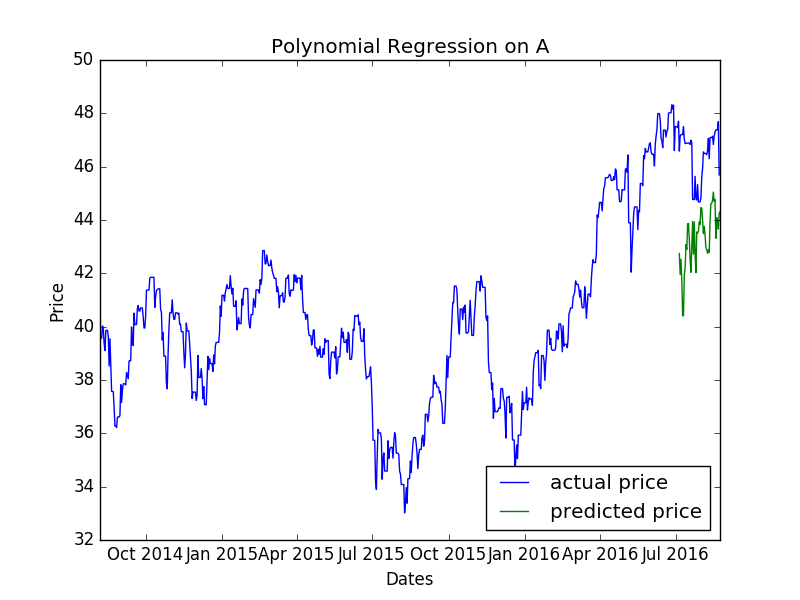 Polynomial Regression on A
Price
50
48
46
44
42
40
38
36
34
32
actual price
predicted price
Oct 2014 Jan 2015 Apr 2015 Jul 2015 Oct 2015 Jan 2016 Apr 2016 Jul 2016
Dates